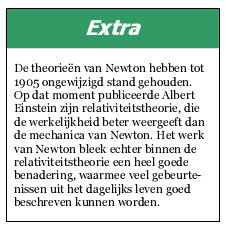 Extra
De theorieën van Newton hebben tot
1905 ongewijzigd stand gehouden.
Op dat moment publiceerde Albert
Einstein zijn relativiteitstheorie, die
de werkelijkheid beter weergeeft dan
de mechanica van Newton. Het werk
van Newton bleek echter binnen de
relativiteitstheorie een heel goede
benadering, waarmee veel gebeurte-
nissen uit het dagelijks leven goed
beschreven kunnen worden.